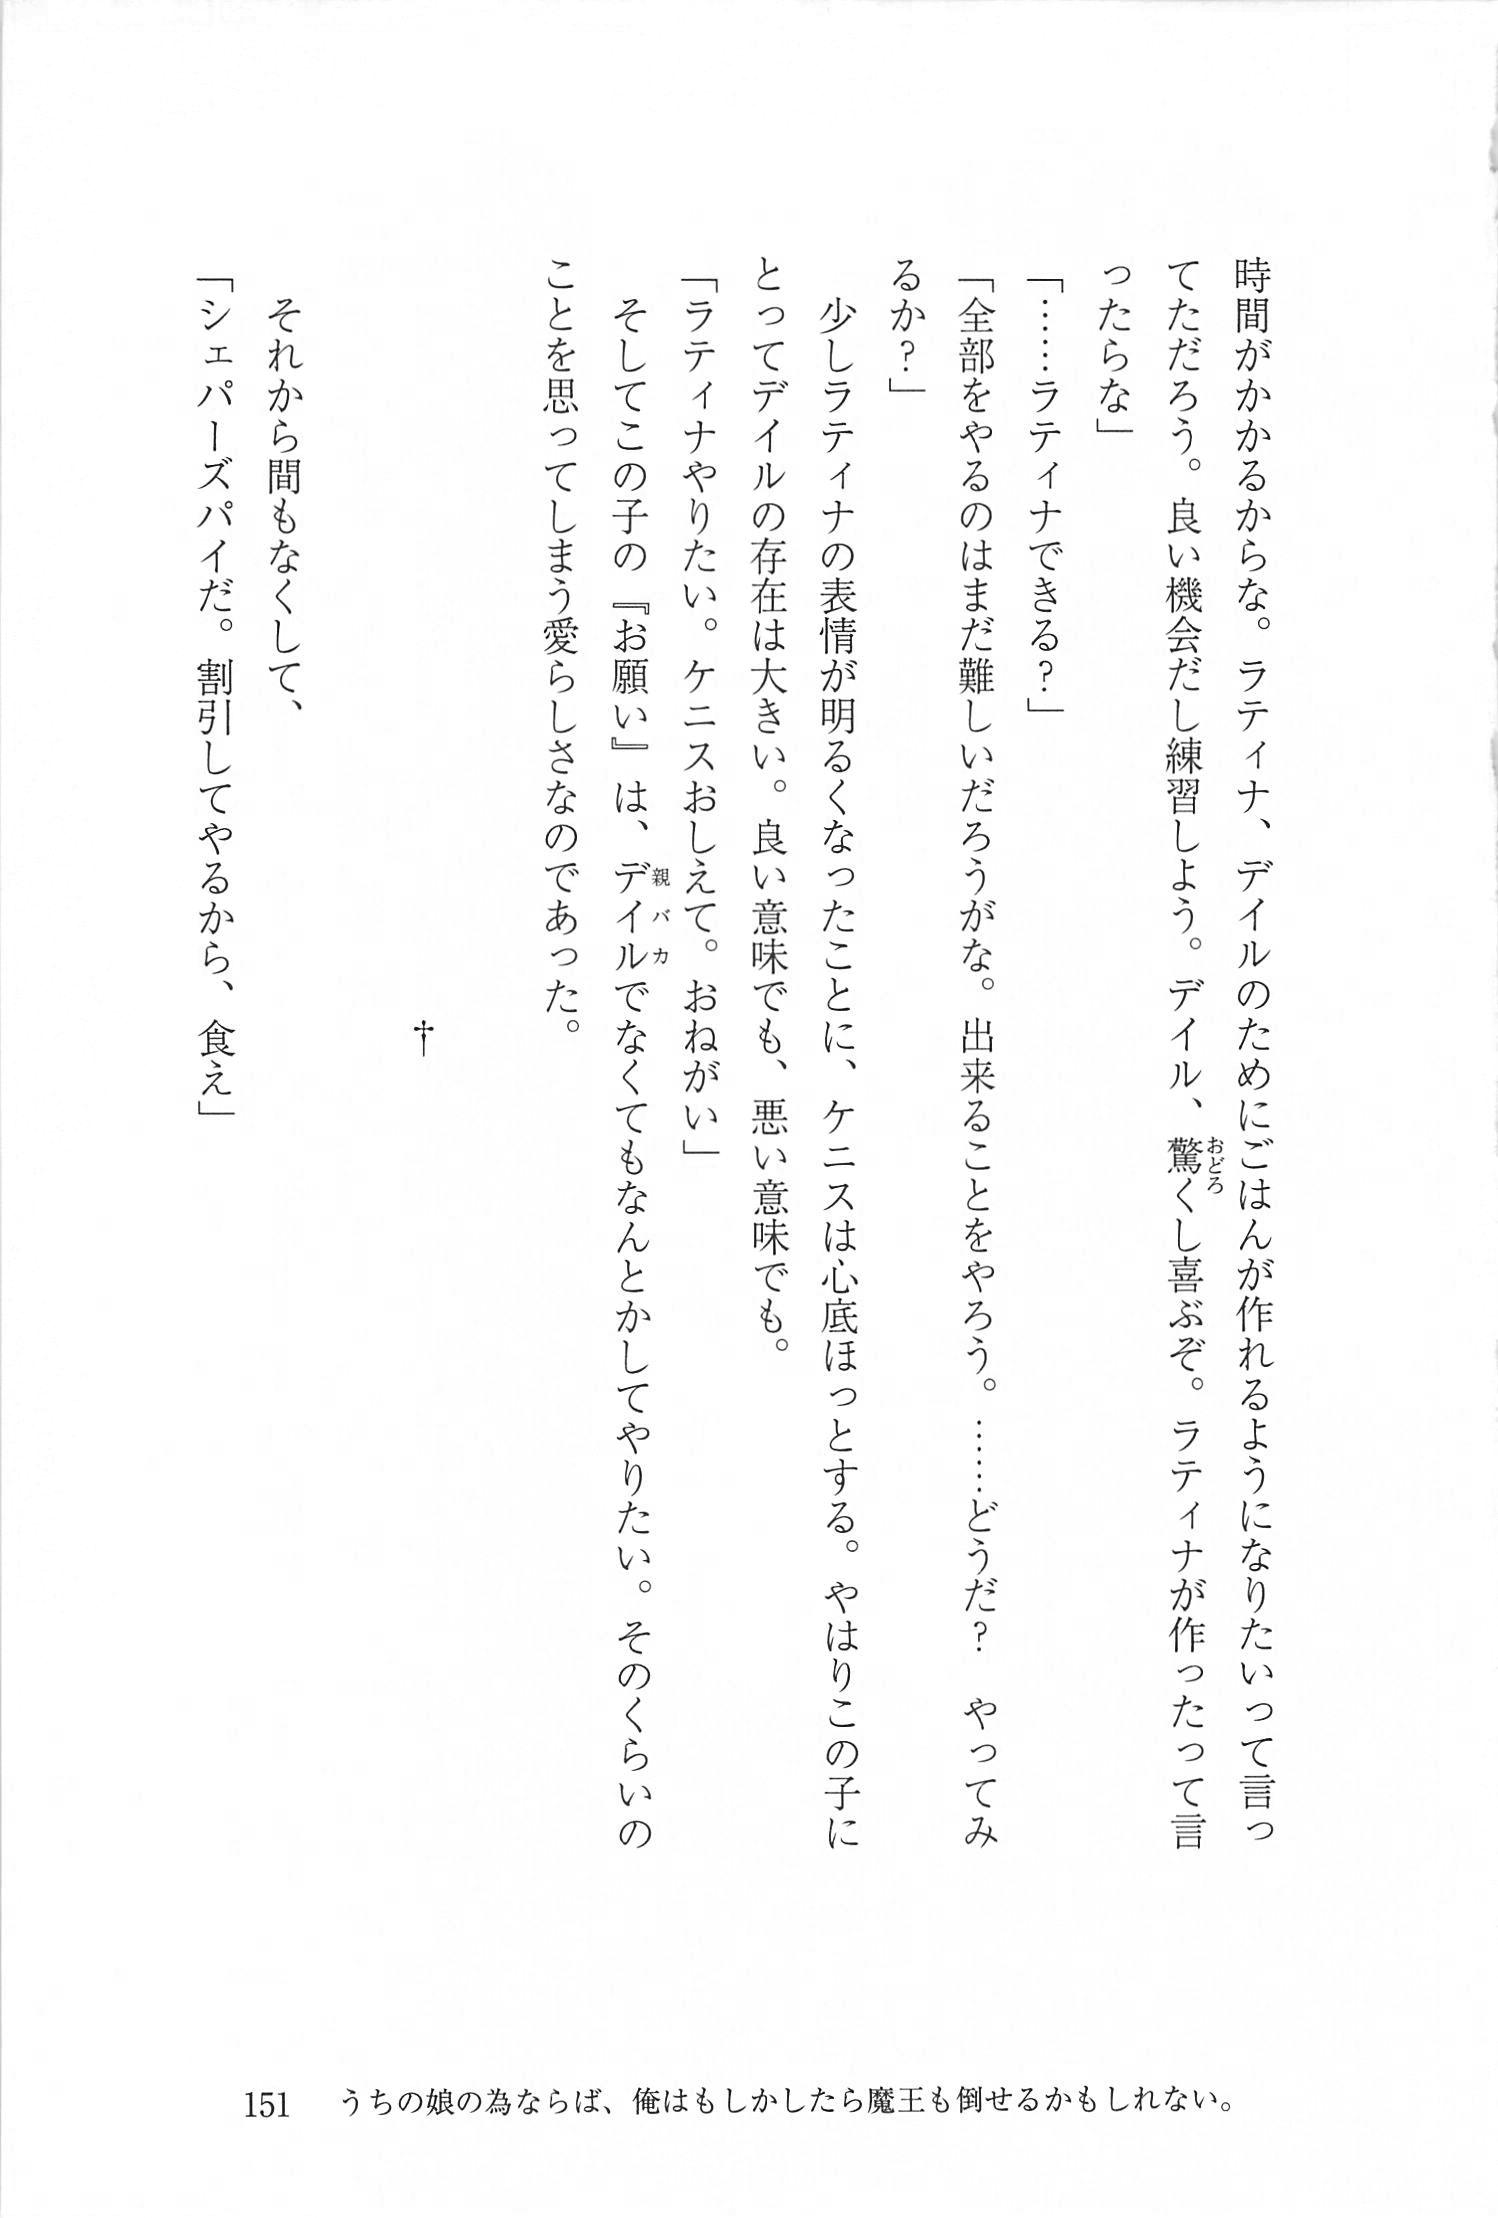 時間がかかるからな。ラティナ、デイルのためにごはんが作れるようになりたいって言っ
てただろう。良い機会だし練習しよう。デイル、驚くし喜ぶぞ。ラティナが作ったって言
おどろ
ったらな」
「……ラティナできる？」
「全部をやるのはまだ難しいだろうがな。出来ることをやろう。……どうだ？　やってみ
るか？」
　少しラティナの表情が明るくなったことに、ケニスは心底ほっとする。やはりこの子に
とってデイルの存在は大きい。良い意味でも、悪い意味でも。
「ラティナやりたい。ケニスおしえて。おねがい」
　そしてこの子の『お願い』は、デイルでなくてもなんとかしてやりたい。そのくらいの
親バカ
ことを思ってしまう愛らしさなのであった。
†
　それから間もなくして、
「シェパーズパイだ。割引してやるから、食え」
151　うちの娘の為ならば、俺はもしかしたら魔王も倒せるかもしれない。